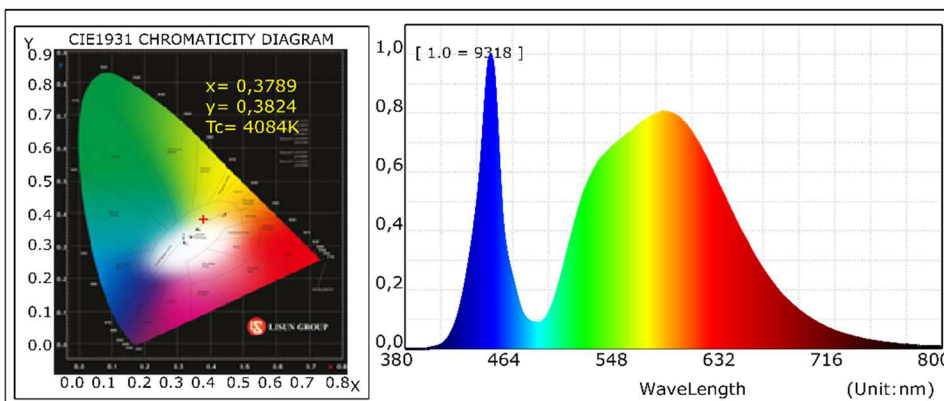 CIE1931 CHROMATICITY DIAGRAM
Y
0.9
0.8
0.7
0.6
0.5
0.4
0.3
0.2
0.1
0.0
x= 0,3789
y= 0,3824
Tc= 4084K
LISUN GROUP
0.0 0.1 0.2 0.3 0.4 0.5 0.6 0.7 0.8 X
[ 1.0 = 9318 ]
1,0
0,8
0,6
0,4
0,2
0,0
380 464 548 632 716 800
WaveLength (Unit:nm)